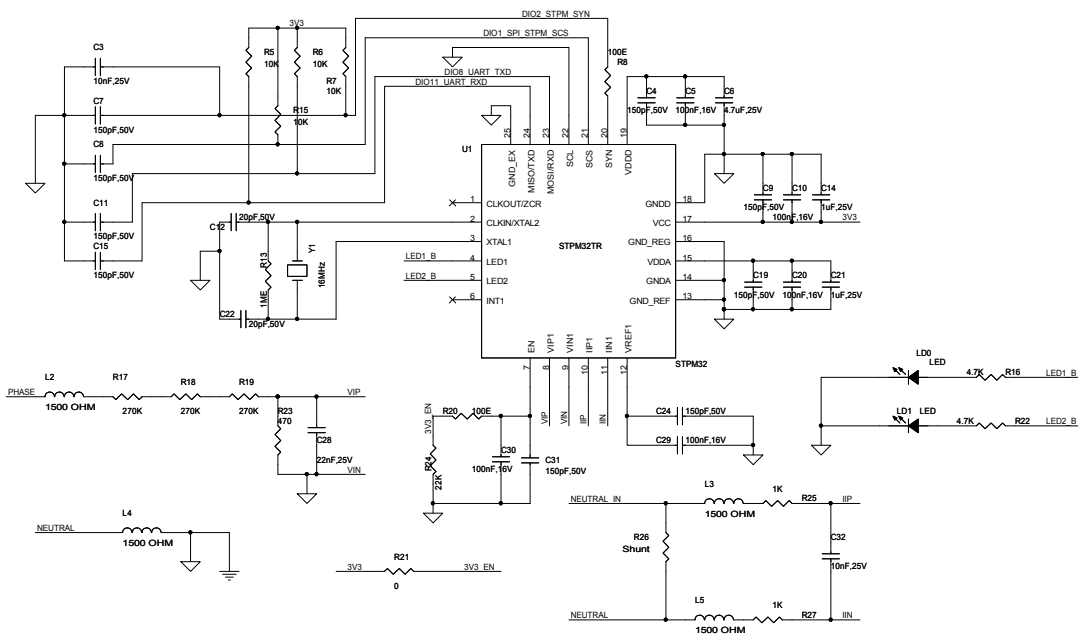 DIO2_STPM_SYN
3V3
DIO1_SPI_STPM_SCS
C3
10nF,25V
R5
10K
R6
10K
R7
10K
100E
R8
DIO8_UART_TXD
DIO11_UART_RXD
C7
150pF,50V
R15
10K
C4
150pF,50V
C5
100nF,16V
C6
4.7uF,25V
C8
150pF,50V
U1
25
24
23
22
21
20
19
GND_EX
MISO/TXD
MOSI/RXD
SCL
SCS
SYN
VDDD
C11
150pF,50V
C15
150pF,50V
1
CLKOUT/ZCR
2
CLKIN/XTAL2
3
XTAL1
4
LED1
5
LED2
6
INT1
LED1_B
LED2_B
STPM32TR
GNDD
18
VCC
17
GND_REG
16
VDDA
15
GNDA
14
GND_REF
13
C9
150pF,50V
C10
100nF,16V
C14
1uF,25V
3V3
C12
20pF,50V
R13
1ME
Y1
16MHz
C22
20pF,50V
C19
150pF,50V
C20
100nF,16V
C21
1uF,25V
EN
VIP1
VIN1
IIP1
IIN1
VREF1
7
8
9
10
11
12
STPM32
VIP
VIN
IIP
IIN
PHASE
L2
1500 OHM
R17
270K
R18
270K
R19
270K
VIP
R23
470
C28
22nF,25V
VIN
3V3_EN
R20
100E
R24
22K
C30
100nF,16V
C31
150pF,50V
C24
150pF,50V
C29
100nF,16V
LD0
LED
4.7K
R16
LED1_B
LD1
LED
4.7K
R22
LED2_B
NEUTRAL
L4
1500 OHM
3V3
R21
0
3V3_EN
NEUTRAL_IN
L3
1500 OHM
1K
R25
IIP
R26
Shunt
C32
10nF,25V
NEUTRAL
L5
1500 OHM
1K
R27
IIN